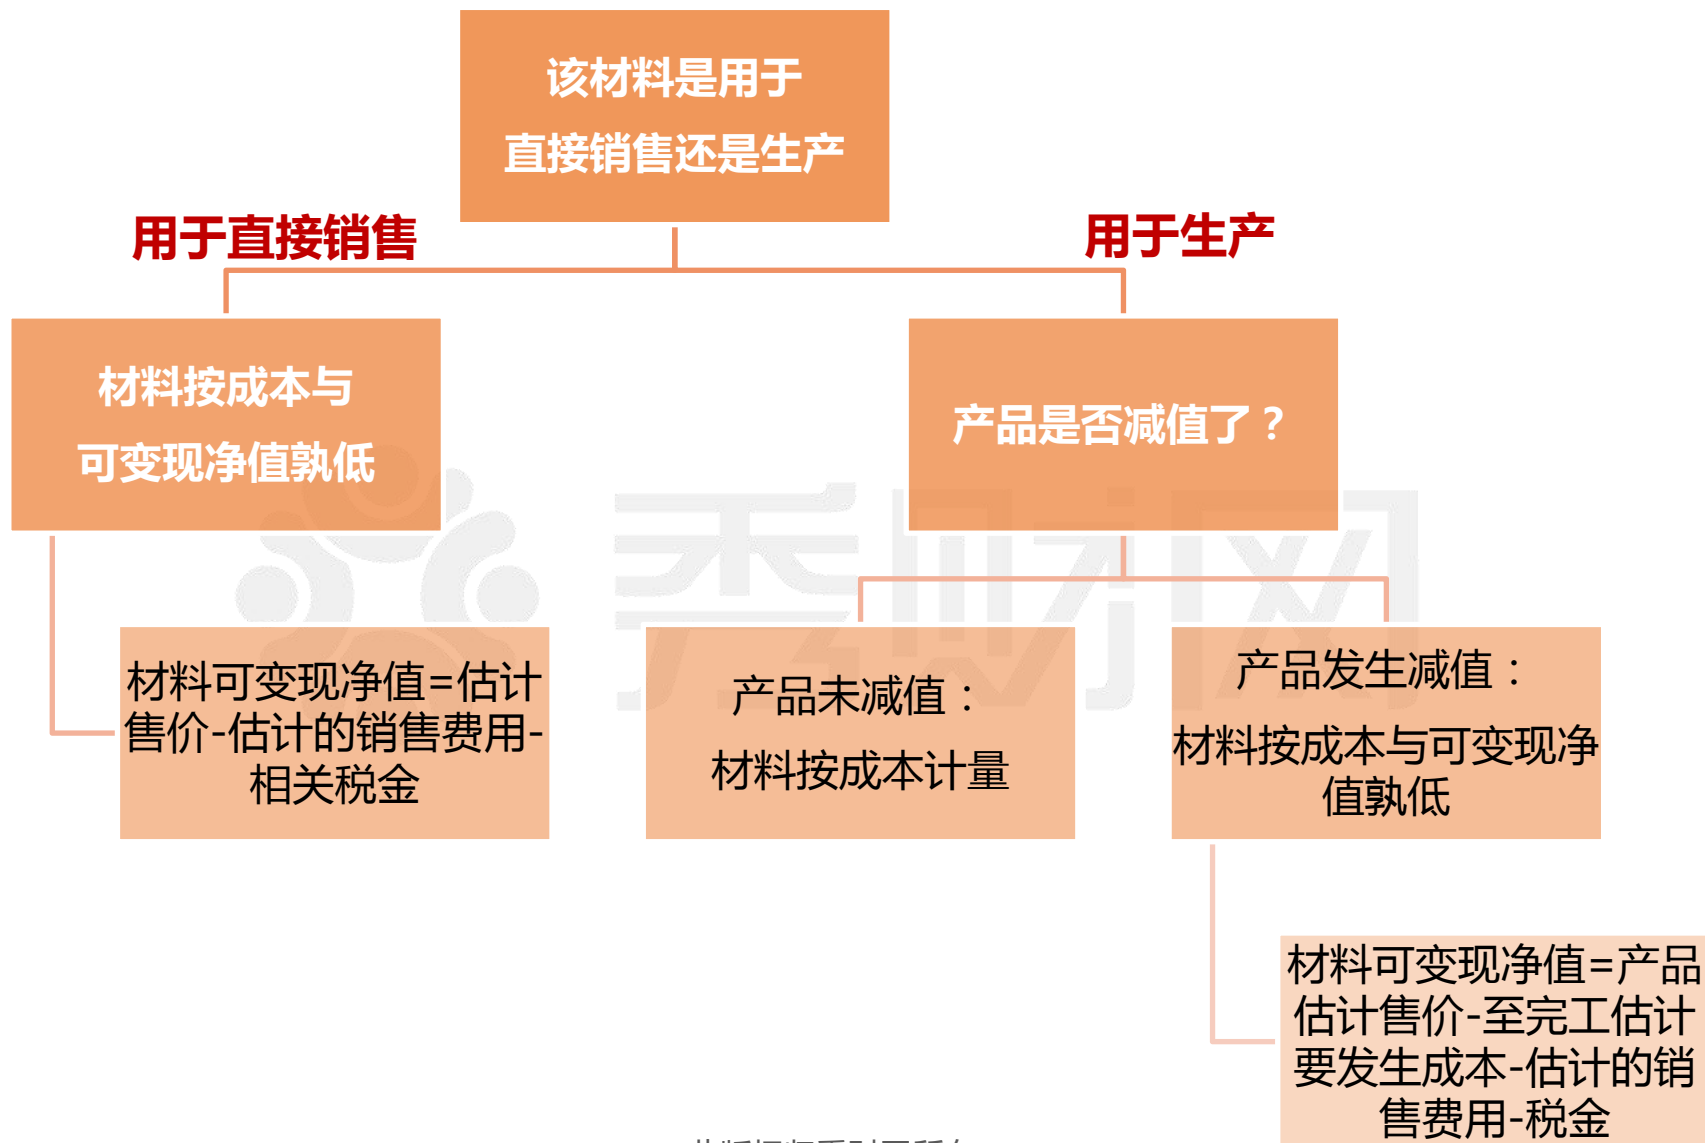 该材料是用于
直接销售还是生产
用于直接销售
用于生产
材料按成本与
可变现净值孰低
产品是否减值了？
秀财网
材料可变现净值=估计
售价-估计的销售费用-
相关税金
产品未减值：
材料按成本计量
产品发生减值：
材料按成本与可变现净
值孰低
材料可变现净值=产品
估计售价-至完工估计
要发生成本-估计的销
售费用-税金